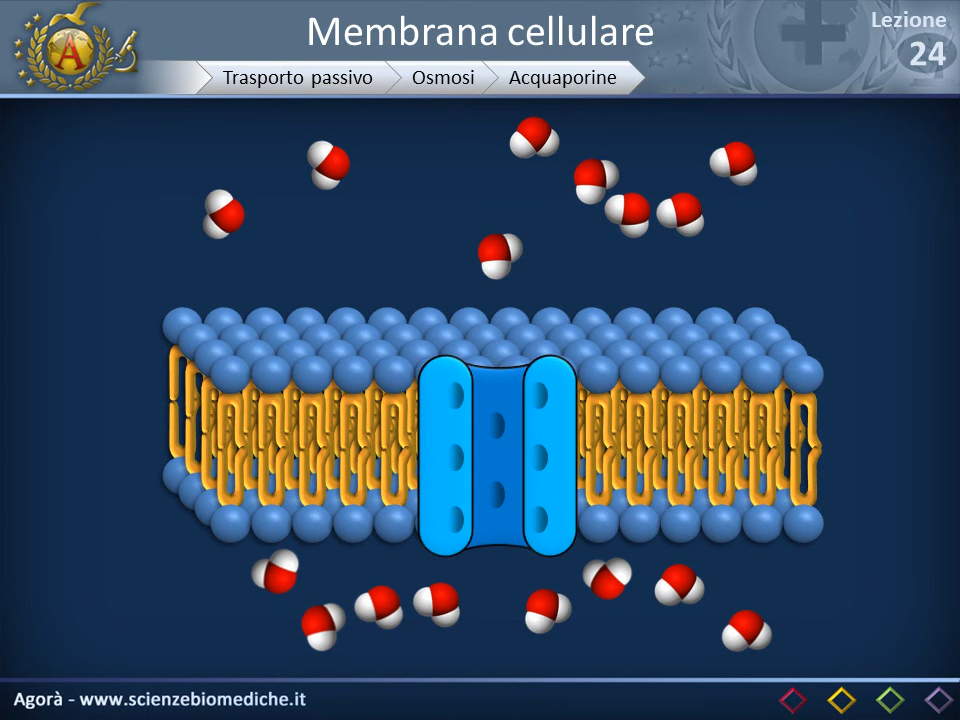 Membrana cellulare
Lezione
24
Trasporto passivo
Osmosi
Acquaporine
A
Agorà - www.scienzebiomediche.it